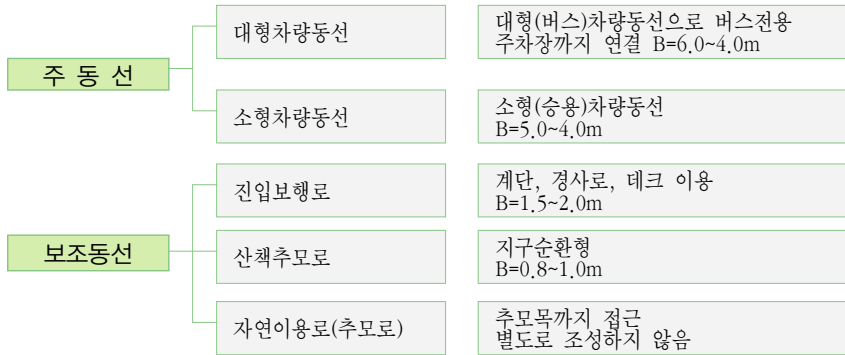 대형차량동선
대형(버스)차량동선으로 버스전용
주차장까지 연결 B=6.0~4.0m
주 동 선
소형차량동선
소형(승용)차량동선
B=5.0~4.0m
진입보행로
계단, 경사로, 데크 이용
B=1.5~2.0m
보조동선
산책추모로
지구순환형
B=0.8~1.0m
자연이용로(추모로)
추모목까지 접근
별도로 조성하지 않음